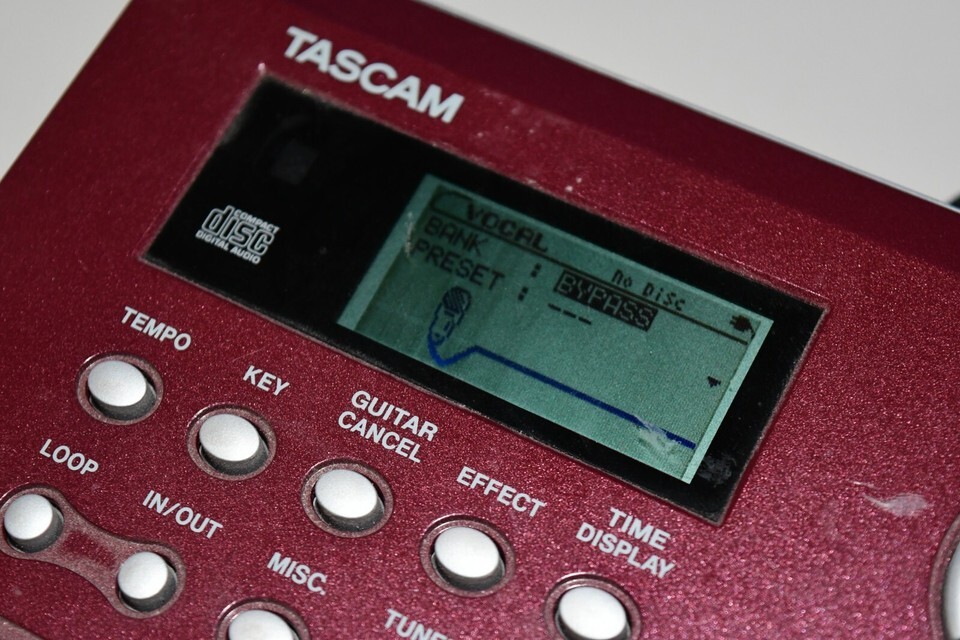 TASCAM
COMPACT
disc
DIGITAL AUDIO
VOCAL No Disc
BANK : BYPASS
PRESET : ---
TEMPO
KEY
GUITAR
CANCEL
EFFECT
TIME
DISPLAY
LOOP
IN/OUT
MISC.